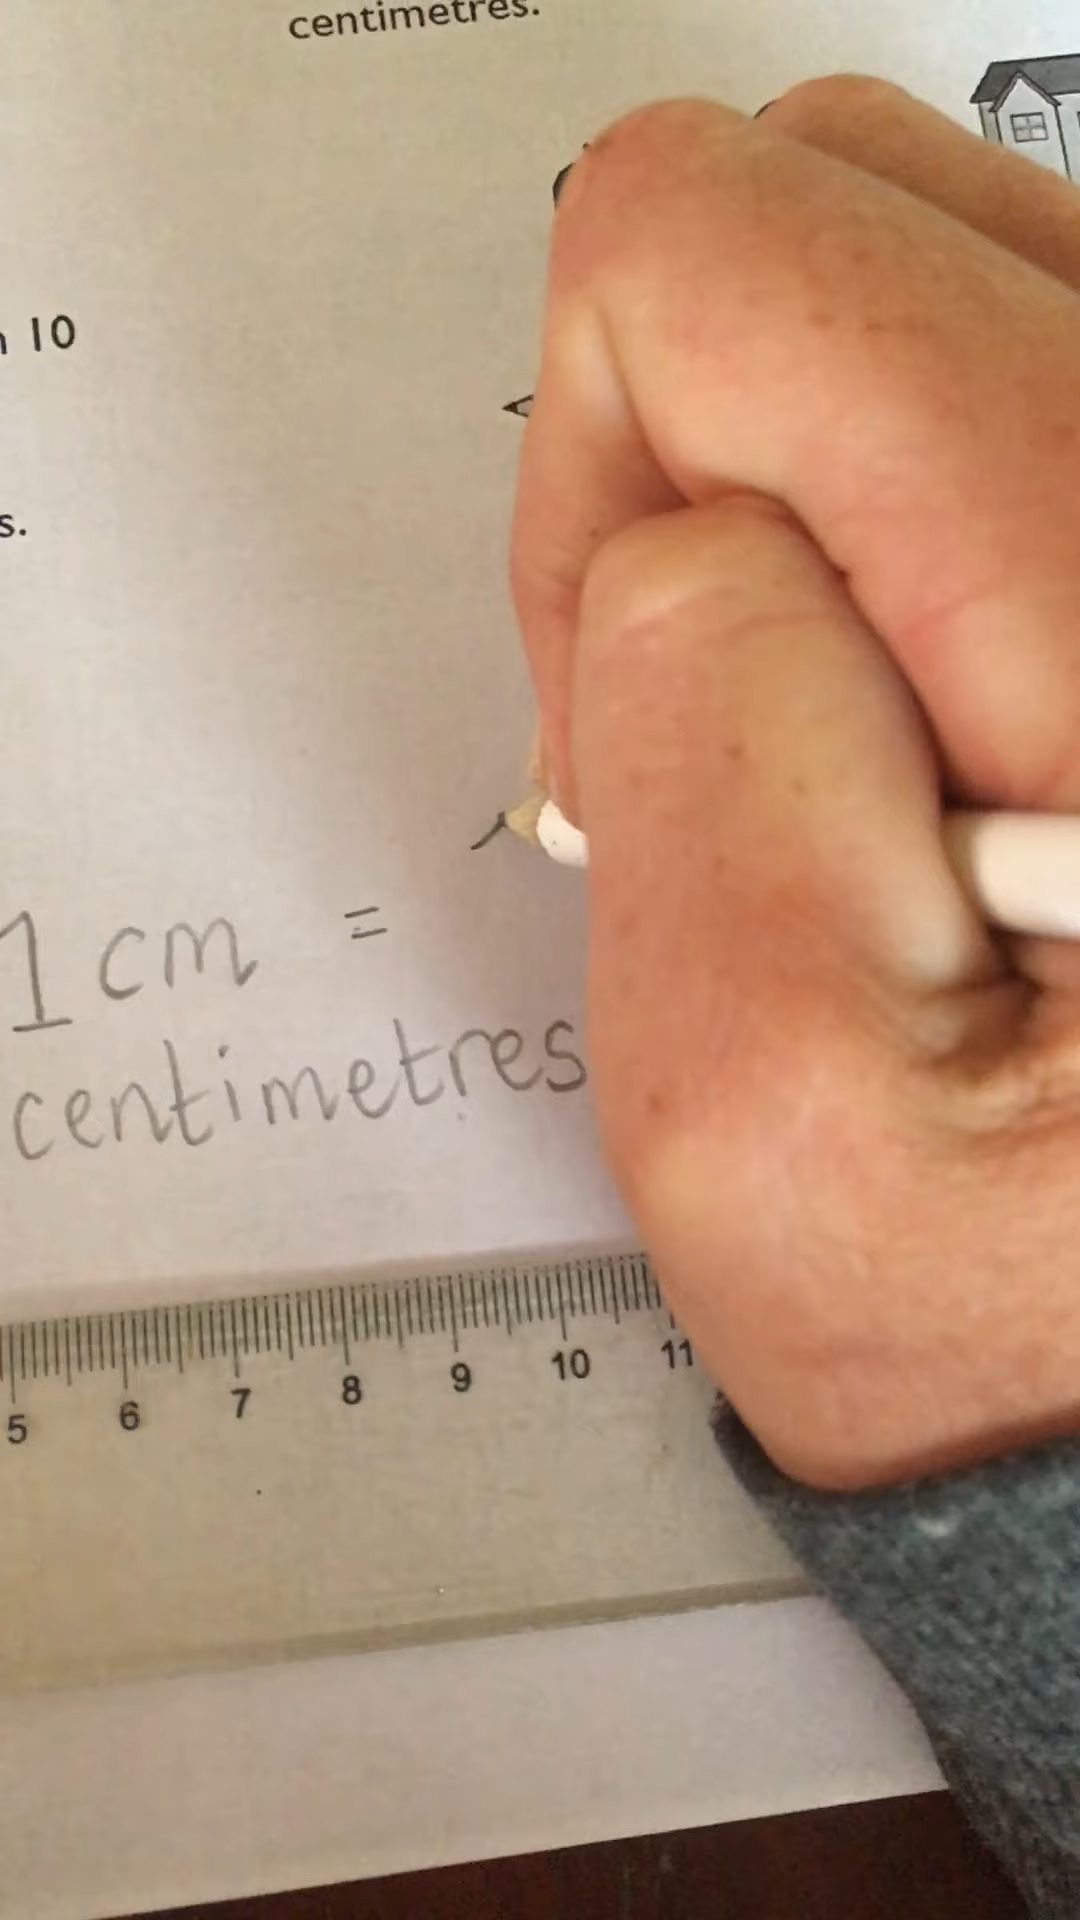 centimetres.
10
s.
1 cm =
centimetres
5 6 7 8 9 10 11